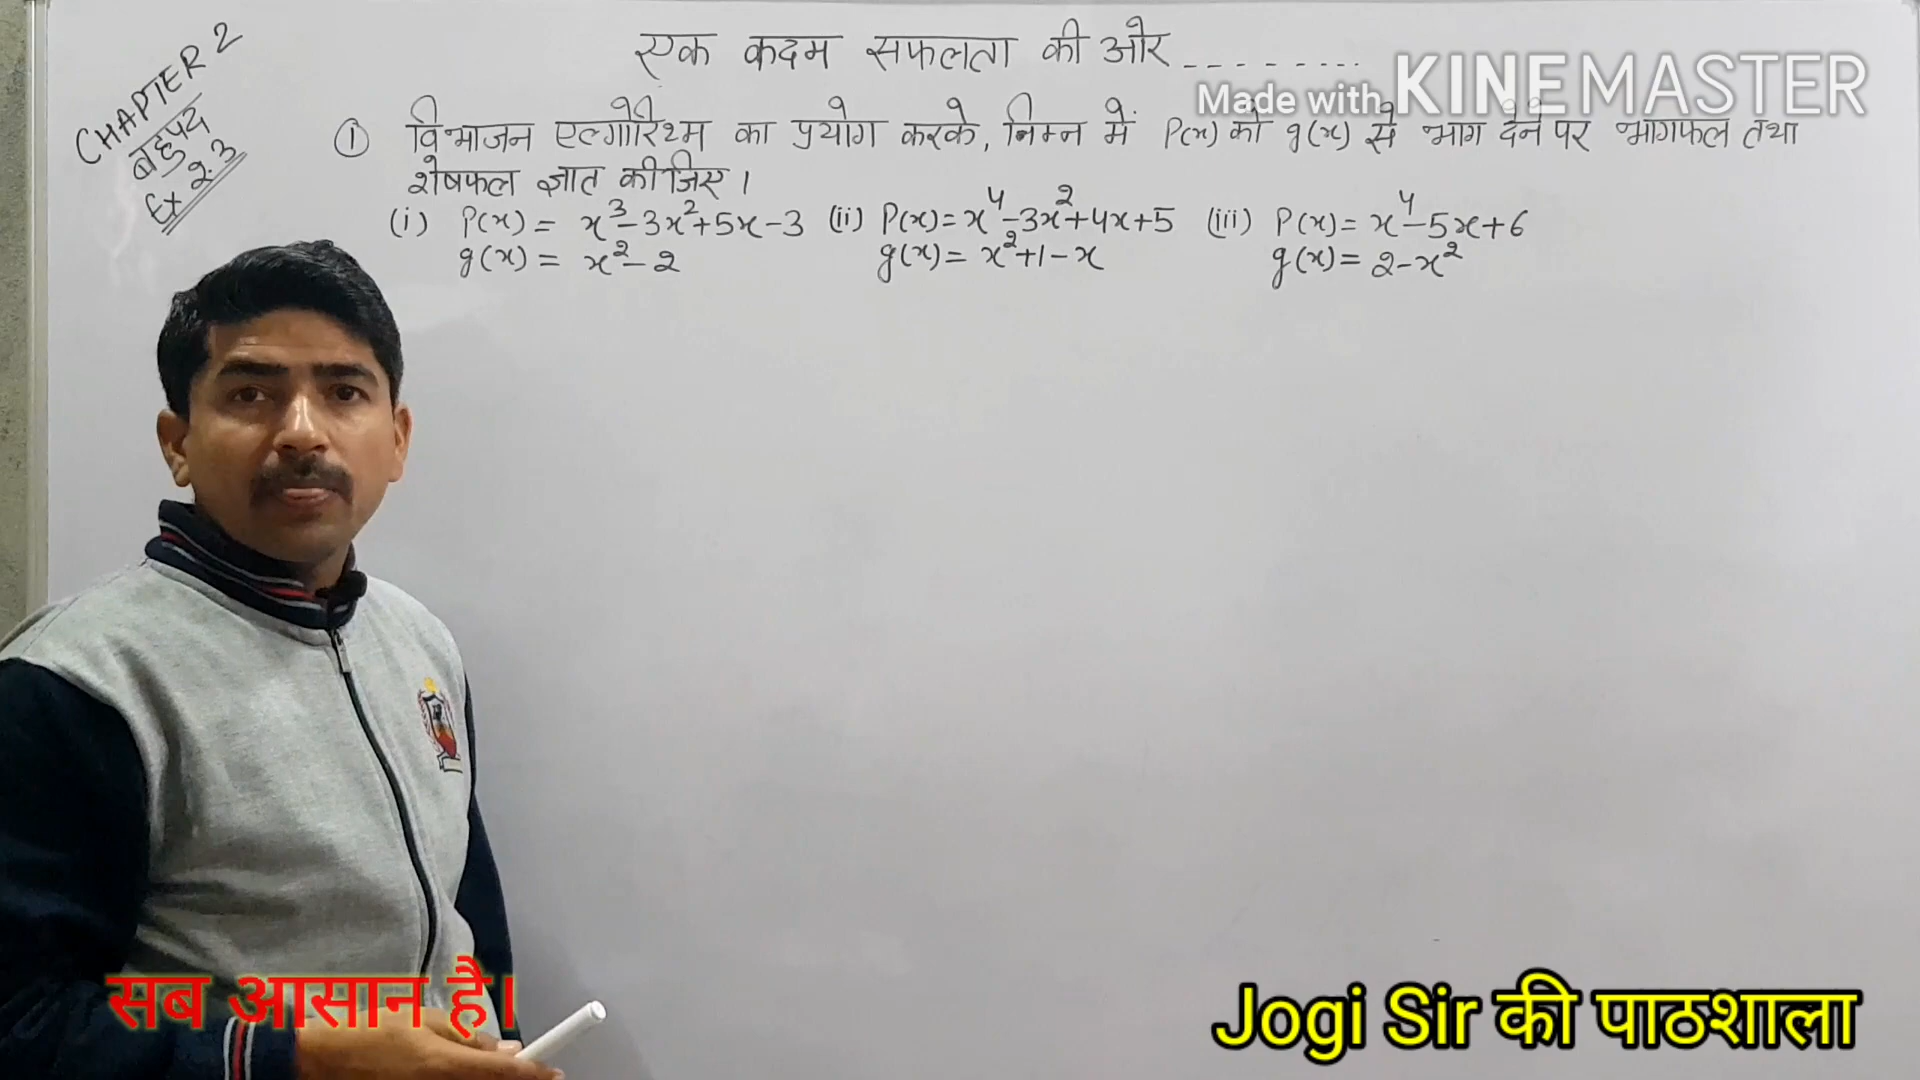 एक कदम सफलता की ओर---------
Made with KINEMASTER
CHAPTER 2
बहुपद
Ex 2.3
① विभाजन एल्गोरिथ्म का प्रयोग करके, निम्न में P(x) को g(x) से भाग देने पर भागफल तथा
शेषफल ज्ञात कीजिए।
(i) P(x) = x³-3x²+5x-3 (ii) P(x)=x⁴-3x²+4x+5 (iii) P(x)=x⁴-5x+6
g(x) = x²-2 g(x)=x²+1-x g(x)=2-x²
सब आसान है।
Jogi Sir की पाठशाला